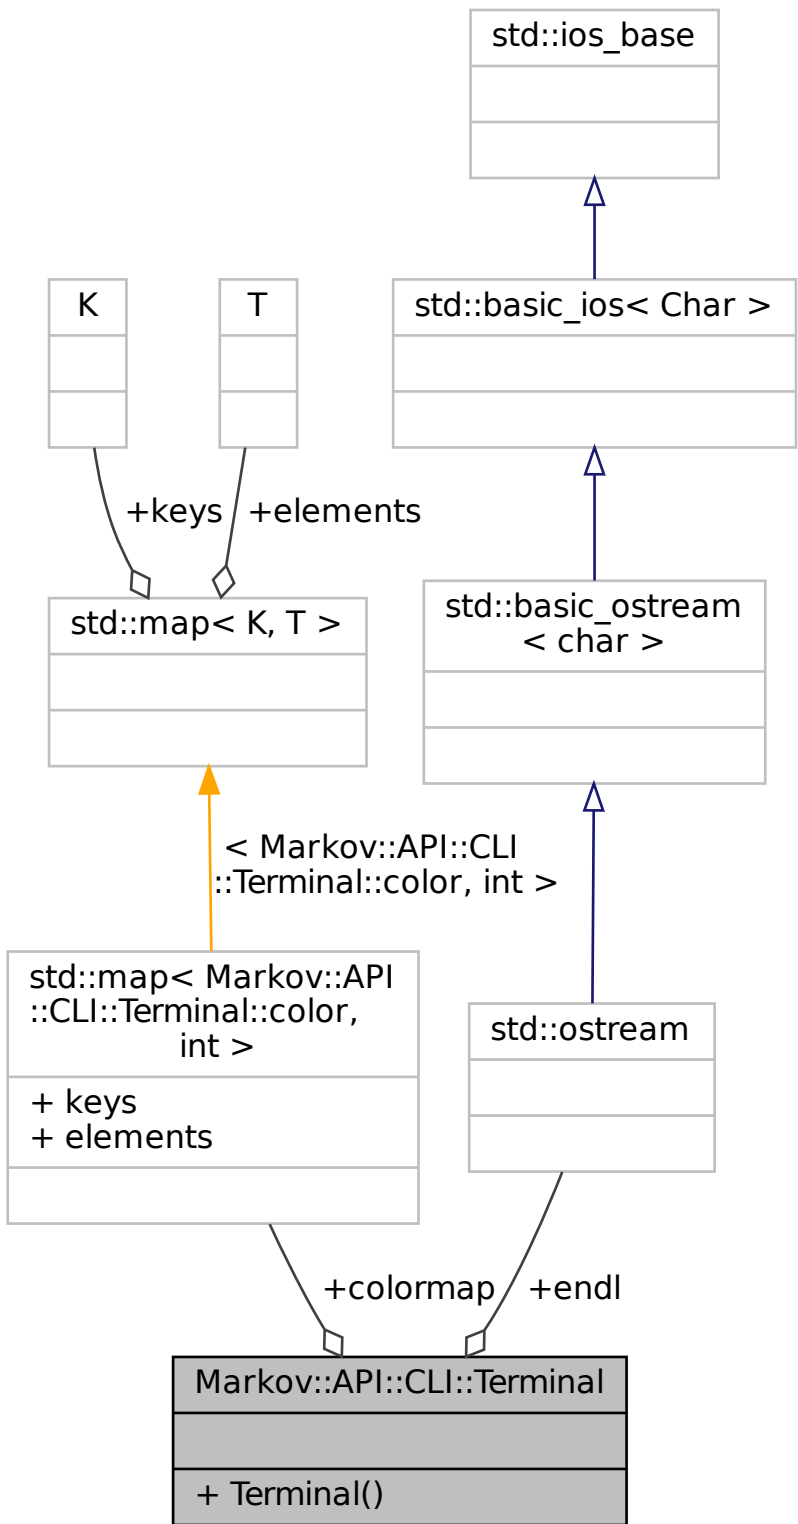 std::ios_base
K
T
std::basic_ios< Char >
+keys
+elements
std::map< K, T >
std::basic_ostream
< char >
< Markov::API::CLI
::Terminal::color, int >
std::map< Markov::API
::CLI::Terminal::color,
int >
+ keys
+ elements
std::ostream
+colormap
+endl
Markov::API::CLI::Terminal
+ Terminal()